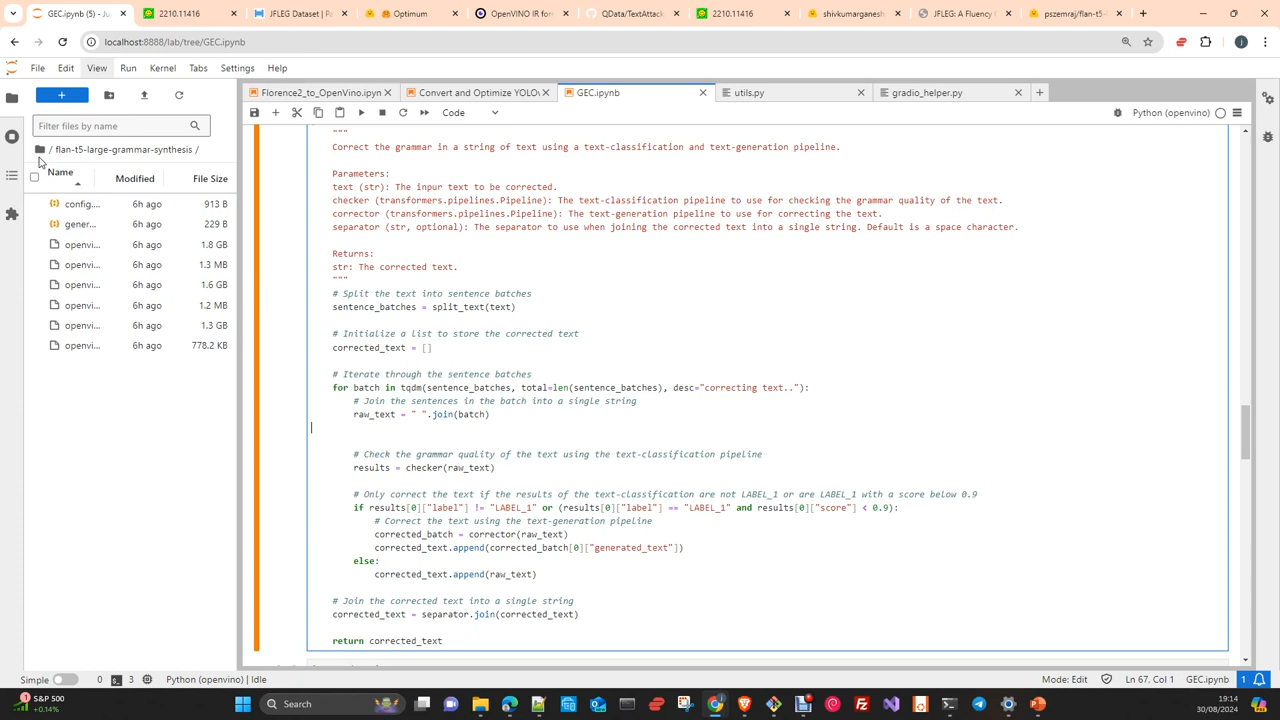 GEC.ipynb (5) - J
2210.11416
JFLEG Dataset | P
Optimum
OpenVINO IR for
QData/TextAttack
2210.11416
shivkumarganesh
JFLEG: A Fluency
pszemraj/flan-t5-
localhost:8888/lab/tree/GEC.ipynb
File Edit View Run Kernel Tabs Settings Help
Florence2_to_OpenVino.ipyn
Convert and Optimize YOLOv
GEC.ipynb
utils.py
gradio_helper.py
Code
Python (openvino)
Filter files by name
/ flan-t5-large-grammar-synthesis /
Name Modified File Size
config.... 6h ago 913 B
gener... 6h ago 229 B
openvi... 6h ago 1.8 GB
openvi... 6h ago 1.3 MB
openvi... 6h ago 1.6 GB
openvi... 6h ago 1.2 MB
openvi... 6h ago 1.3 GB
openvi... 6h ago 778.2 KB
"""
Correct the grammar in a string of text using a text-classification and text-generation pipeline.
Parameters:
text (str): The inpur text to be corrected.
checker (transformers.pipelines.Pipeline): The text-classification pipeline to use for checking the grammar quality of the text.
corrector (transformers.pipelines.Pipeline): The text-generation pipeline to use for correcting the text.
separator (str, optional): The separator to use when joining the corrected text into a single string. Default is a space character.
Returns:
str: The corrected text.
"""
# Split the text into sentence batches
sentence_batches = split_text(text)
# Initialize a list to store the corrected text
corrected_text = []
# Iterate through the sentence batches
for batch in tqdm(sentence_batches, total=len(sentence_batches), desc="correcting text.."):
# Join the sentences in the batch into a single string
raw_text = " ".join(batch)
# Check the grammar quality of the text using the text-classification pipeline
results = checker(raw_text)
# Only correct the text if the results of the text-classification are not LABEL_1 or are LABEL_1 with a score below 0.9
if results[0]["label"] != "LABEL_1" or (results[0]["label"] == "LABEL_1" and results[0]["score"] < 0.9):
# Correct the text using the text-generation pipeline
corrected_batch = corrector(raw_text)
corrected_text.append(corrected_batch[0]["generated_text"])
else:
corrected_text.append(raw_text)
# Join the corrected text into a single string
corrected_text = separator.join(corrected_text)
return corrected_text
Simple 0 3 Python (openvino) | Idle
Mode: Edit Ln 67, Col 1 GEC.ipynb 1
S&P 500
+0.14%
Search
19:14
30/08/2024